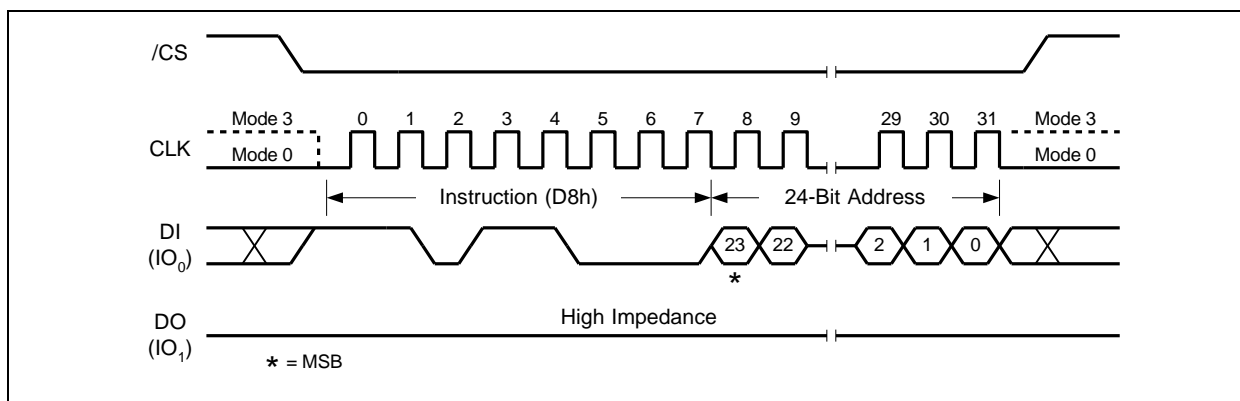 /CS
Mode 3 0 1 2 3 4 5 6 7 8 9 29 30 31 Mode 3
CLK Mode 0 Mode 0
Instruction (D8h) 24-Bit Address
DI
(IO0) 23 22 2 1 0
*
DO High Impedance
(IO1)
* = MSB